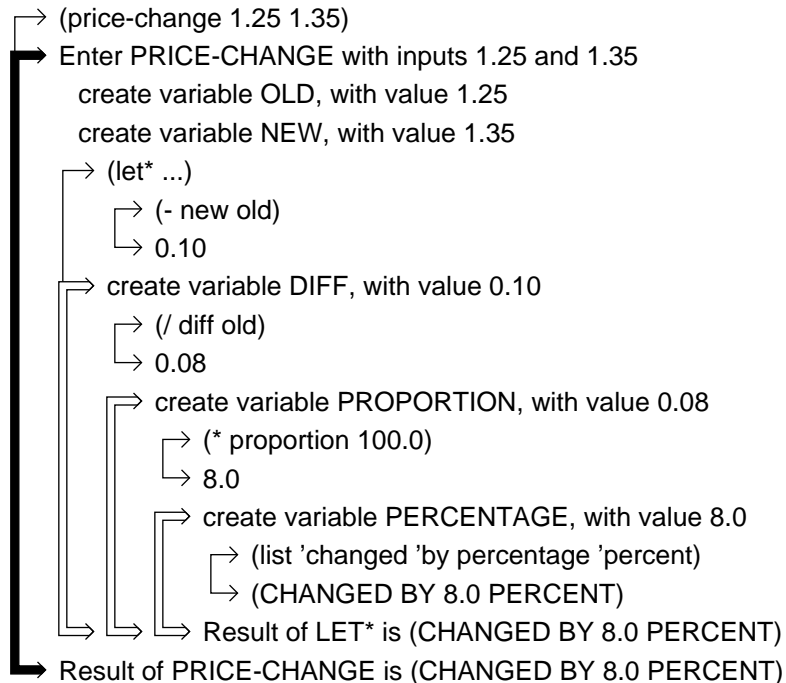 (price-change 1.25 1.35)
Enter PRICE-CHANGE with inputs 1.25 and 1.35
create variable OLD, with value 1.25
create variable NEW, with value 1.35
(let* ...)
(- new old)
0.10
create variable DIFF, with value 0.10
(/ diff old)
0.08
create variable PROPORTION, with value 0.08
(* proportion 100.0)
8.0
create variable PERCENTAGE, with value 8.0
(list ’changed ’by percentage ’percent)
(CHANGED BY 8.0 PERCENT)
Result of LET* is (CHANGED BY 8.0 PERCENT)
Result of PRICE-CHANGE is (CHANGED BY 8.0 PERCENT)